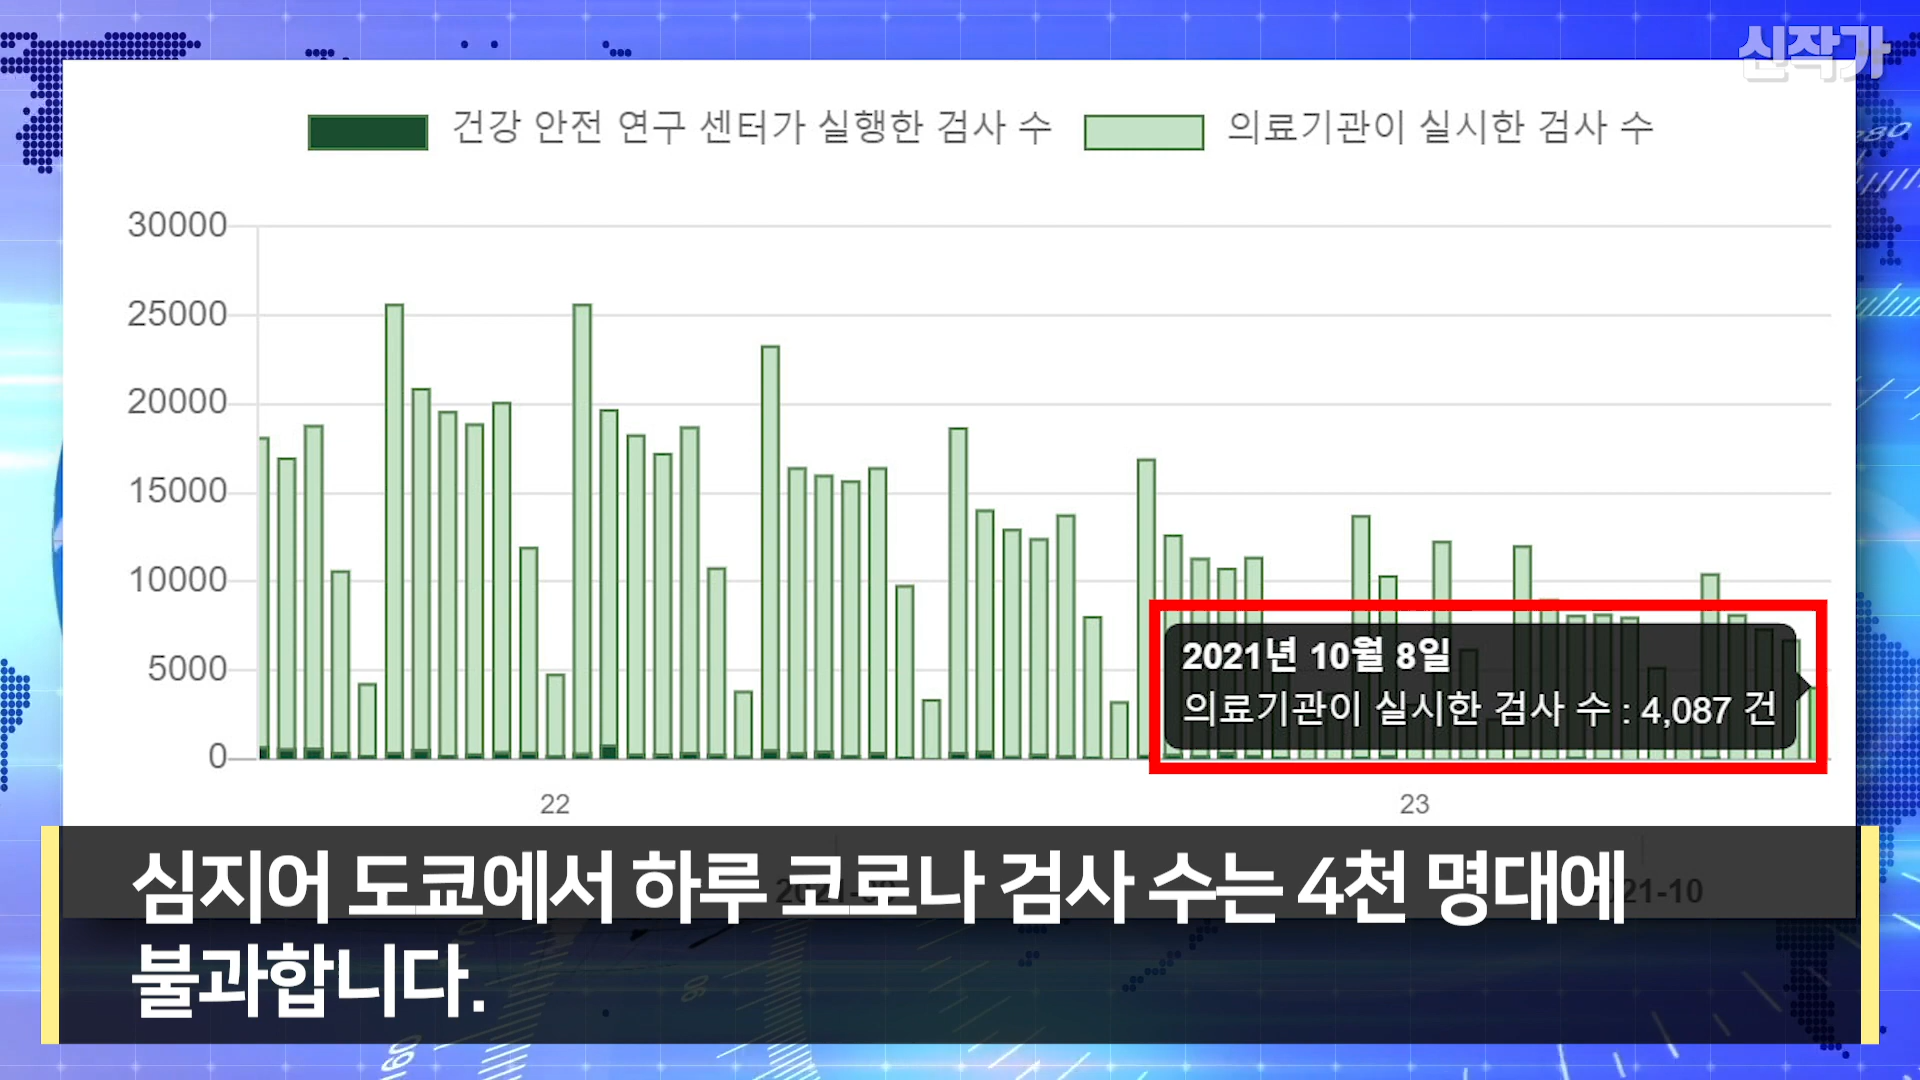 신작가
건강 안전 연구 센터가 실행한 검사 수 의료기관이 실시한 검사 수
30000
25000
20000
15000
10000
5000
0
2021년 10월 8일
의료기관이 실시한 검사 수 : 4,087 건
22 23
심지어 도쿄에서 하루 코로나 검사 수는 4천 명대에
불과합니다.